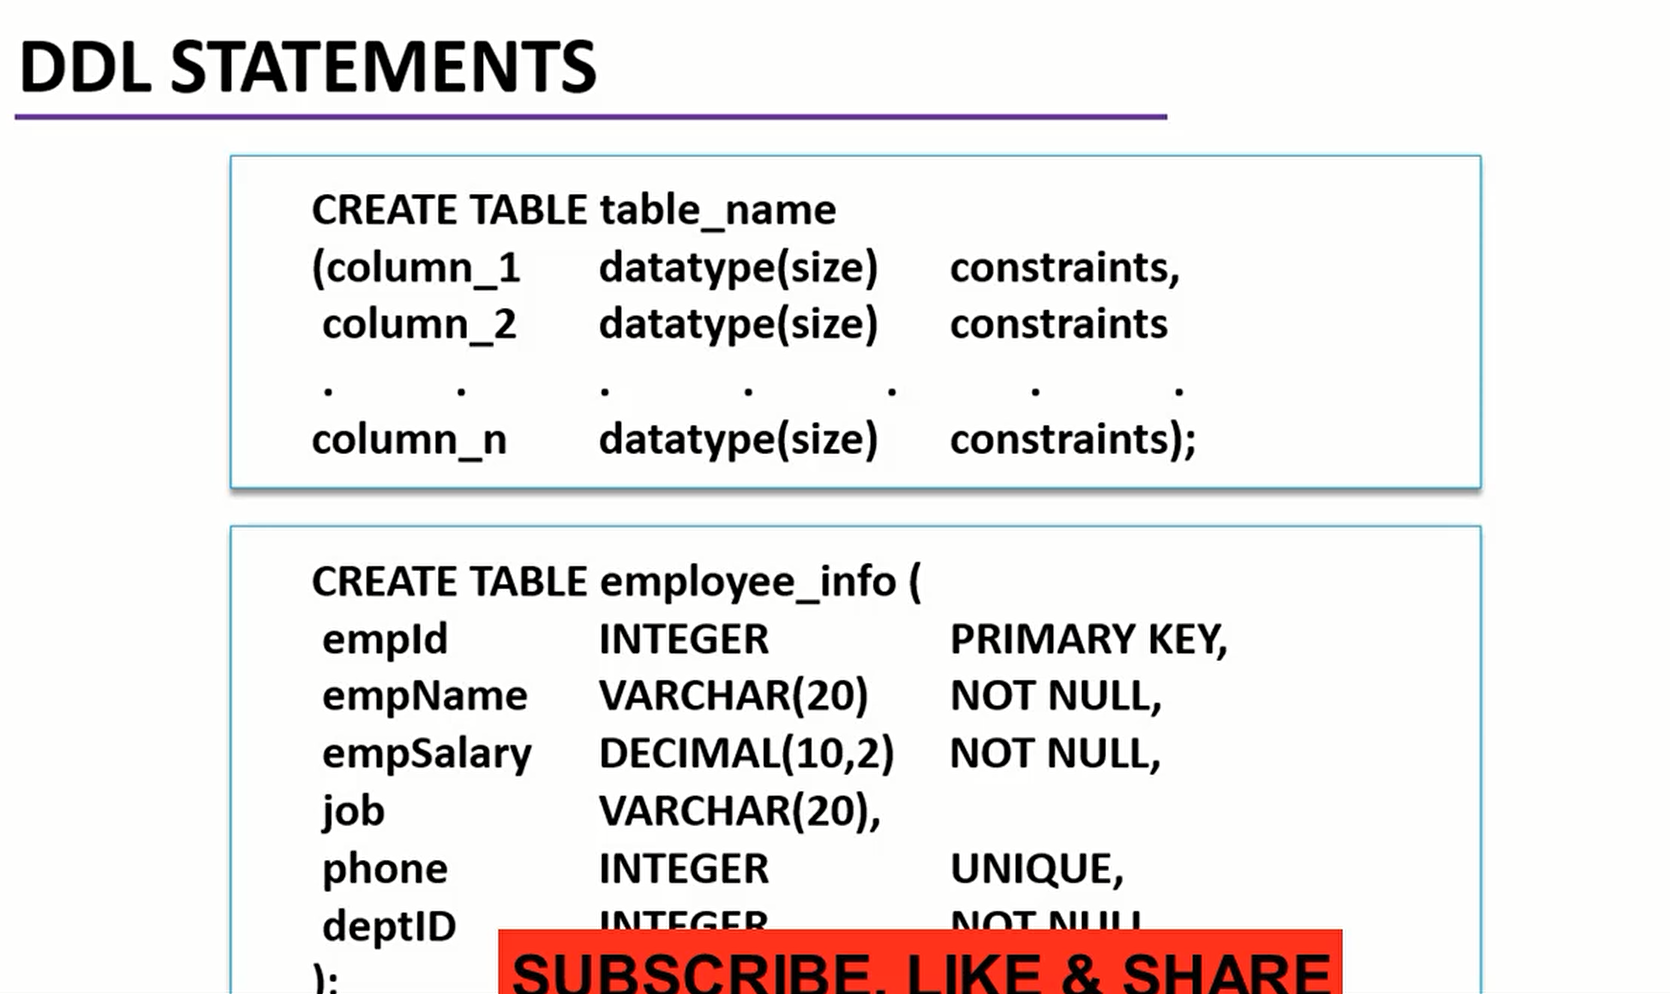 DDL STATEMENTS
CREATE TABLE table_name
(column_1 datatype(size) constraints,
column_2 datatype(size) constraints
. . . . . . .
column_n datatype(size) constraints);
CREATE TABLE employee_info (
empId INTEGER PRIMARY KEY,
empName VARCHAR(20) NOT NULL,
empSalary DECIMAL(10,2) NOT NULL,
job VARCHAR(20),
phone INTEGER UNIQUE,
deptID INTEGER NOT NULL
);
SUBSCRIBE, LIKE & SHARE